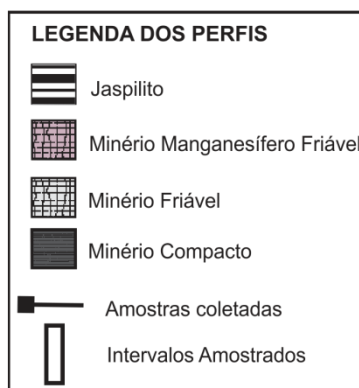 LEGENDA DOS PERFIS
Jaspilito
Minério Manganesífero Friável
Minério Friável
Minério Compacto
Amostras coletadas
Intervalos Amostrados